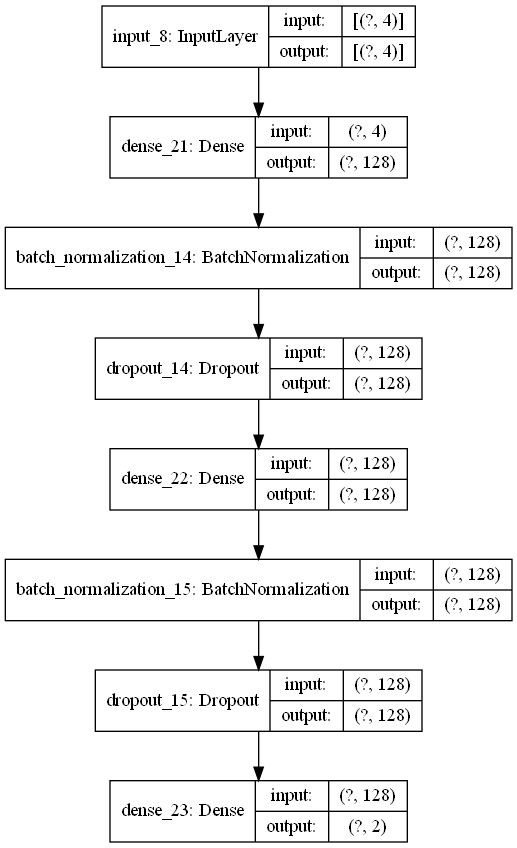 input_8: InputLayer
input: [(?, 4)]
output: [(?, 4)]
dense_21: Dense
input: (?, 4)
output: (?, 128)
batch_normalization_14: BatchNormalization
input: (?, 128)
output: (?, 128)
dropout_14: Dropout
input: (?, 128)
output: (?, 128)
dense_22: Dense
input: (?, 128)
output: (?, 128)
batch_normalization_15: BatchNormalization
input: (?, 128)
output: (?, 128)
dropout_15: Dropout
input: (?, 128)
output: (?, 128)
dense_23: Dense
input: (?, 128)
output: (?, 2)